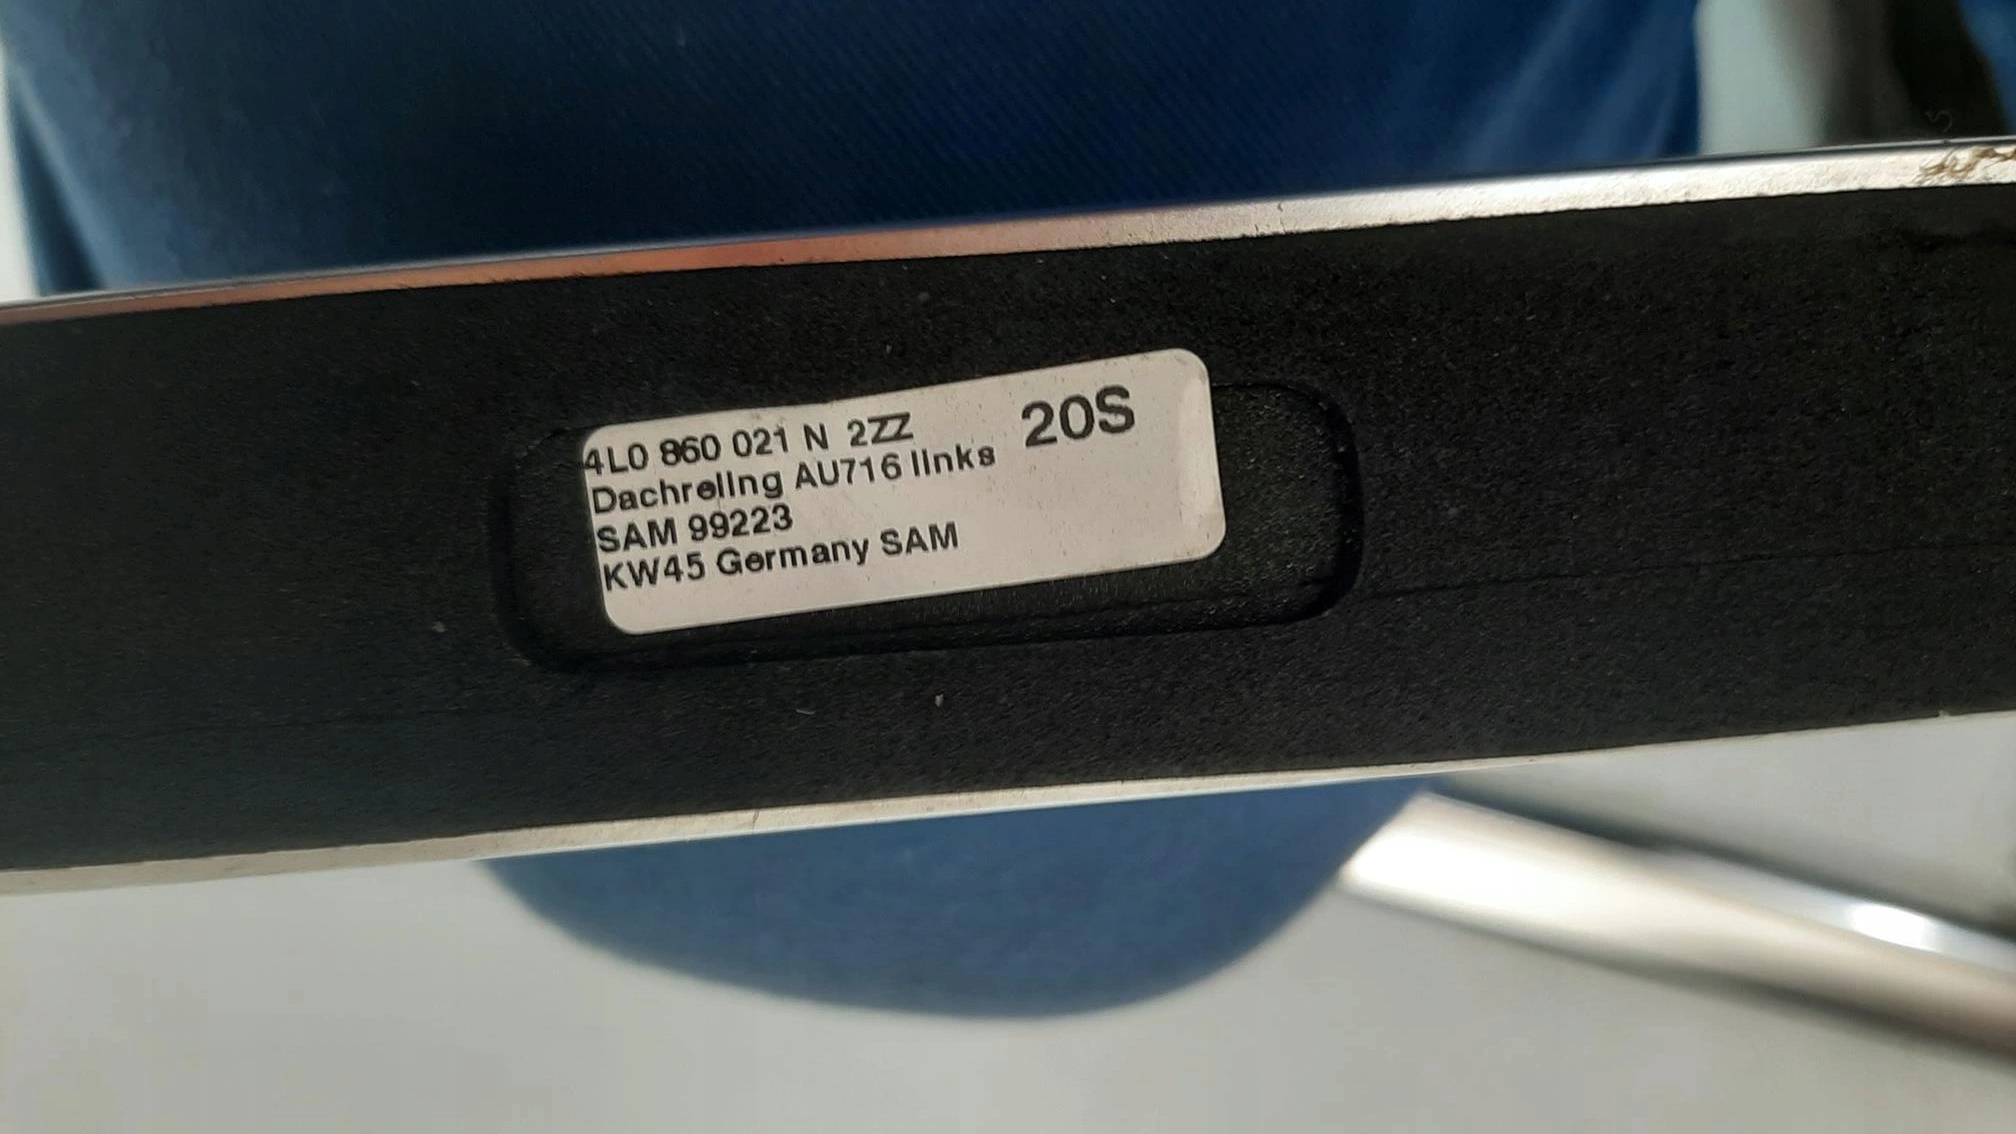 4L0 860 021 N 2ZZ 20S
Dachreling AU716 links
SAM 99223
KW45 Germany SAM